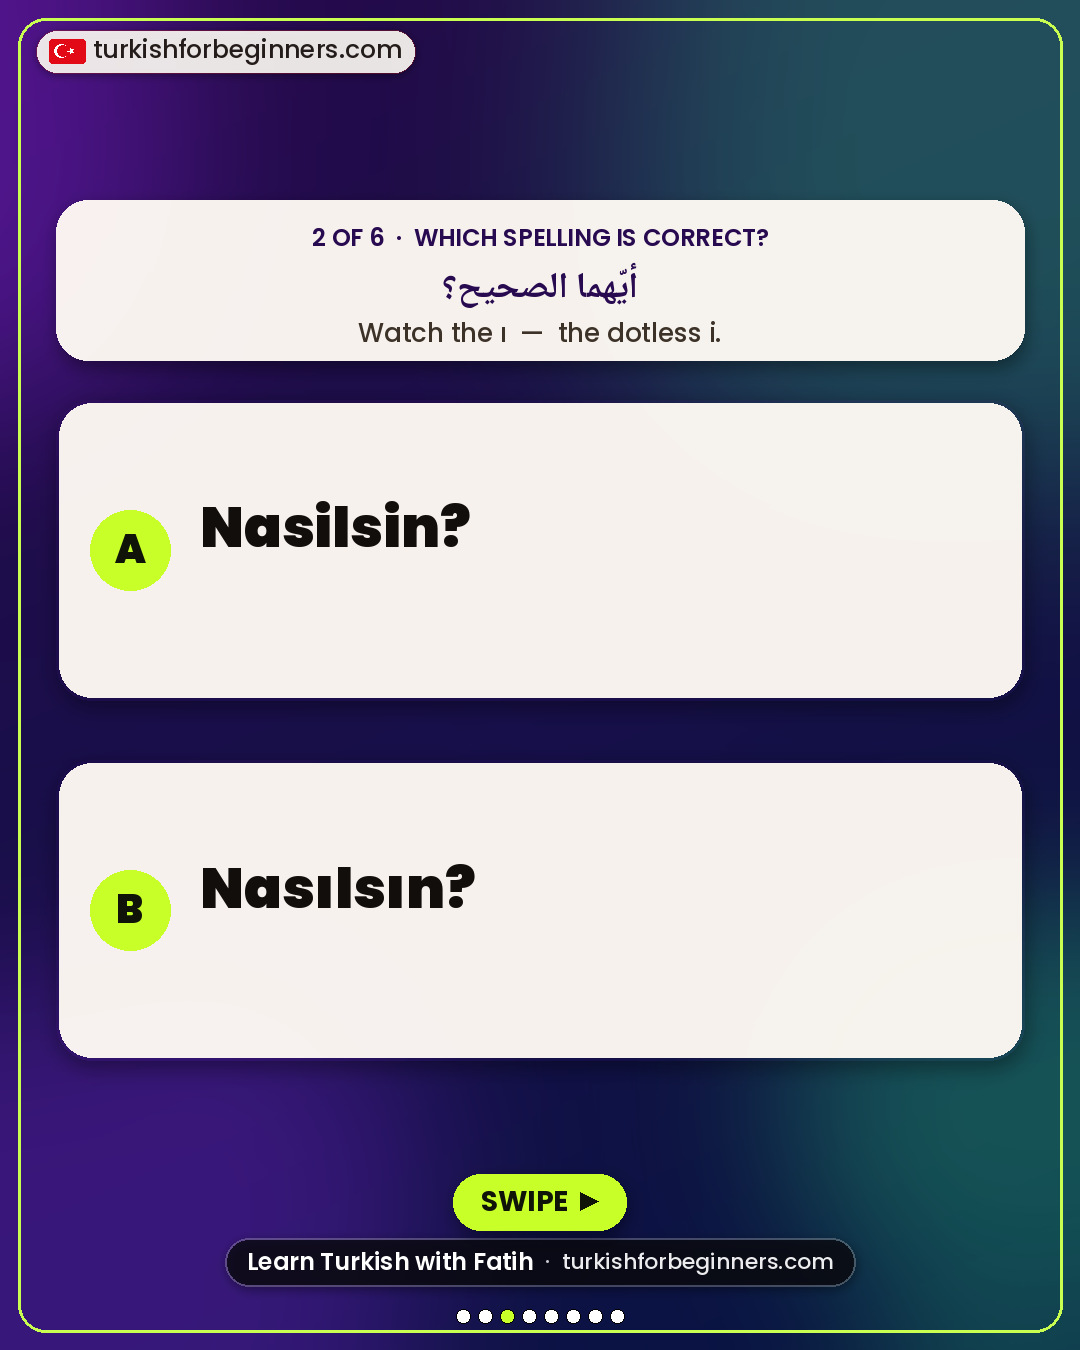 turkishforbeginners.com
2 OF 6 · WHICH SPELLING IS CORRECT?
أيّهما الصحيح؟
Watch the ı — the dotless i.
A
Nasilsin?
B
Nasılsın?
SWIPE ▶
Learn Turkish with Fatih · turkishforbeginners.com